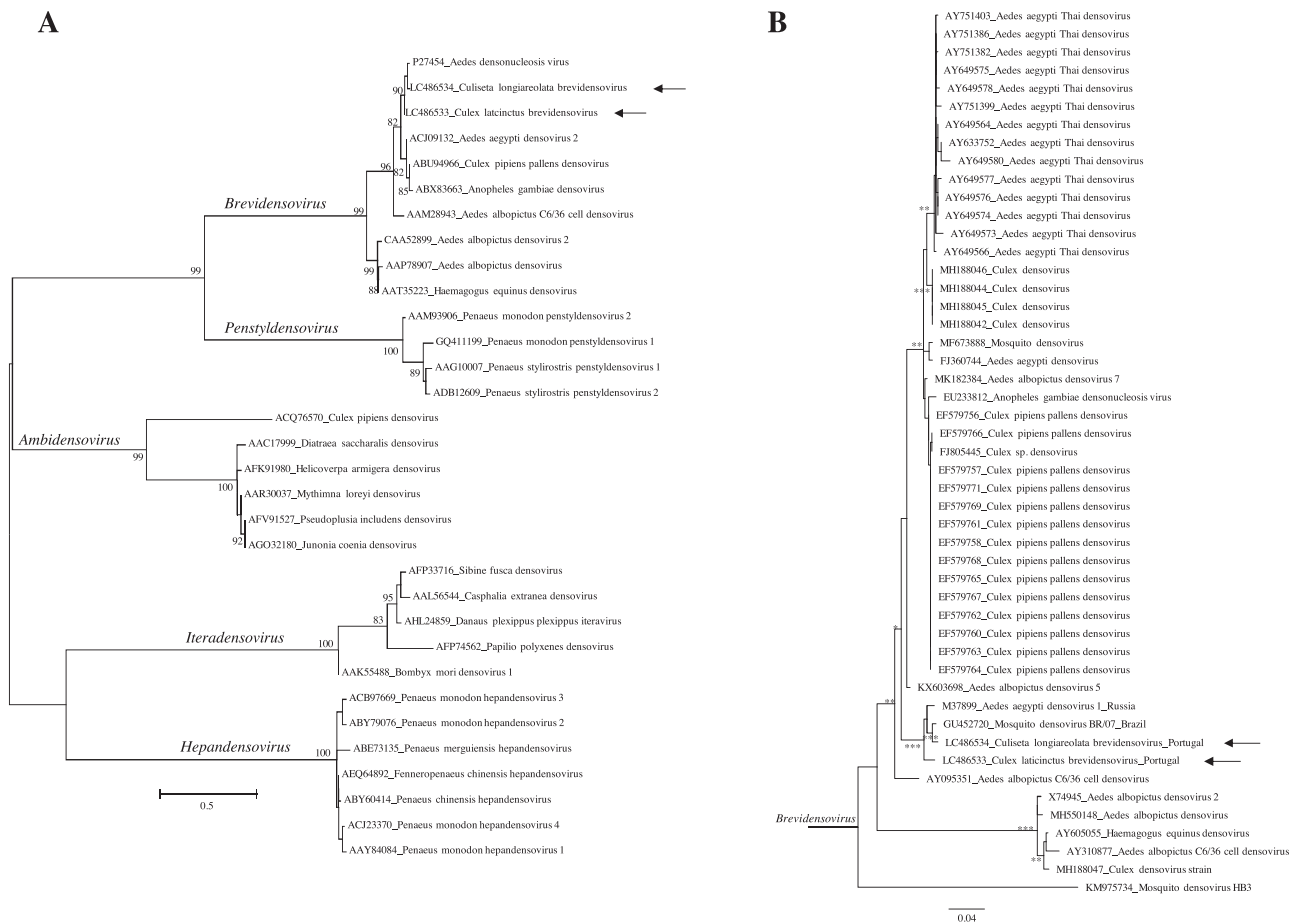 A
P27454_Aedes densonucleosis virus
90
LC486534_Culiseta longiareolata brevidensovirus
LC486533_Culex latcinctus brevidensovirus
82
ACJ09132_Aedes aegypti densovirus 2
96
82
ABU94966_Culex pipiens pallens densovirus
85
ABX83663_Anopheles gambiae densovirus
Brevidensovirus
99
AAM28943_Aedes albopictus C6/36 cell densovirus
CAA52899_Aedes albopictus densovirus 2
99
AAP78907_Aedes albopictus densovirus
99
88
AAT35223_Haemagogus equinus densovirus
Penstyldensovirus
AAM93906_Penaeus monodon penstyldensovirus 2
100
GQ411199_Penaeus monodon penstyldensovirus 1
89
AAG10007_Penaeus stylirostris penstyldensovirus 1
ADB12609_Penaeus stylirostris penstyldensovirus 2
ACQ76570_Culex pipiens densovirus
Ambidensovirus
99
AAC17999_Diatraea saccharalis densovirus
AFK91980_Helicoverpa armigera densovirus
100
AAR30037_Mythimna loreyi densovirus
AFV91527_Pseudoplusia includens densovirus
92
AGO32180_Junonia coenia densovirus
AFP33716_Sibine fusca densovirus
95
AAL56544_Casphalia extranea densovirus
83
AHL24859_Danaus plexippus plexippus iteravirus
Iteradensovirus
100
AFP74562_Papilio polyxenes densovirus
AAK55488_Bombyx mori densovirus 1
ACB97669_Penaeus monodon hepandensovirus 3
ABY79076_Penaeus monodon hepandensovirus 2
Hepandensovirus
100
ABE73135_Penaeus merguiensis hepandensovirus
AEQ64892_Fenneropenaeus chinensis hepandensovirus
ABY60414_Penaeus chinensis hepandensovirus
ACJ23370_Penaeus monodon hepandensovirus 4
AAY84084_Penaeus monodon hepandensovirus 1
0.5
B
AY751403_Aedes aegypti Thai densovirus
AY751386_Aedes aegypti Thai densovirus
AY751382_Aedes aegypti Thai densovirus
AY649575_Aedes aegypti Thai densovirus
AY649578_Aedes aegypti Thai densovirus
AY751399_Aedes aegypti Thai densovirus
AY649564_Aedes aegypti Thai densovirus
AY633752_Aedes aegypti Thai densovirus
AY649580_Aedes aegypti Thai densovirus
AY649577_Aedes aegypti Thai densovirus
AY649576_Aedes aegypti Thai densovirus
**
AY649574_Aedes aegypti Thai densovirus
AY649573_Aedes aegypti Thai densovirus
AY649566_Aedes aegypti Thai densovirus
MH188046_Culex densovirus
***
MH188044_Culex densovirus
MH188045_Culex densovirus
MH188042_Culex densovirus
**
MF673888_Mosquito densovirus
FJ360744_Aedes aegypti densovirus
MK182384_Aedes albopictus densovirus 7
EU233812_Anopheles gambiae densonucleosis virus
EF579756_Culex pipiens pallens densovirus
EF579766_Culex pipiens pallens densovirus
FJ805445_Culex sp. densovirus
EF579757_Culex pipiens pallens densovirus
EF579771_Culex pipiens pallens densovirus
EF579769_Culex pipiens pallens densovirus
EF579761_Culex pipiens pallens densovirus
EF579758_Culex pipiens pallens densovirus
EF579768_Culex pipiens pallens densovirus
EF579765_Culex pipiens pallens densovirus
EF579767_Culex pipiens pallens densovirus
EF579762_Culex pipiens pallens densovirus
*
EF579760_Culex pipiens pallens densovirus
EF579763_Culex pipiens pallens densovirus
EF579764_Culex pipiens pallens densovirus
KX603698_Aedes albopictus densovirus 5
**
M37899_Aedes aegypti densovirus 1_Russia
GU452720_Mosquito densovirus BR/07_Brazil
***
***
LC486534_Culiseta longiareolata brevidensovirus_Portugal
LC486533_Culex laticinctus brevidensovirus_Portugal
AY095351_Aedes albopictus C6/36 cell densovirus
X74945_Aedes albopictus densovirus 2
MH550148_Aedes albopictus densovirus
Brevidensovirus
***
AY605055_Haemagogus equinus densovirus
AY310877_Aedes albopictus C6/36 cell densovirus
**
MH188047_Culex densovirus strain
KM975734_Mosquito densovirus HB3
0.04